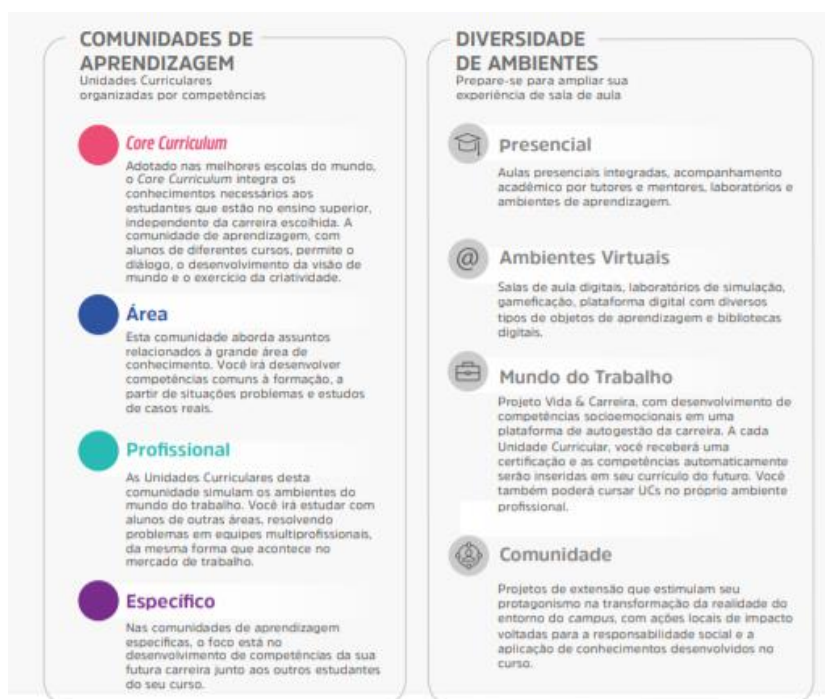 COMUNIDADES DE
APRENDIZAGEM
Unidades Curriculares
organizadas por competências
Core Curriculum
Adotado nas melhores escolas do mundo,
o Core Curriculum integra os
conhecimentos necessários aos
estudantes que estão no ensino superior,
independente da carreira escolhida. A
comunidade de aprendizagem, com
alunos de diferentes cursos, permite o
diálogo, o desenvolvimento da visão de
mundo e o exercício da criatividade.
Área
Esta comunidade aborda assuntos
relacionados à grande área de
conhecimento. Você irá desenvolver
competências comuns à formação, a
partir de situações problemas e estudos
de casos reais.
Profissional
As Unidades Curriculares desta
comunidade simulam os ambientes do
mundo do trabalho. Você irá estudar com
alunos de outras áreas, resolvendo
problemas em equipes multiprofissionais,
da mesma forma que acontece no
mercado de trabalho.
Específico
Nas comunidades de aprendizagem
específicas, o foco está no
desenvolvimento de competências da sua
futura carreira junto aos outros estudantes
do seu curso.
DIVERSIDADE
DE AMBIENTES
Prepare-se para ampliar sua
experiência de sala de aula
Presencial
Aulas presenciais integradas, acompanhamento
acadêmico por tutores e mentores, laboratórios e
ambientes de aprendizagem.
@ Ambientes Virtuais
Salas de aula digitais, laboratórios de simulação,
gameficação, plataforma digital com diversos
tipos de objetos de aprendizagem e bibliotecas
digitais.
Mundo do Trabalho
Projeto Vida & Carreira, com desenvolvimento de
competências socioemocionais em uma
plataforma de autogestão da carreira. A cada
Unidade Curricular, você receberá uma
certificação e as competências automaticamente
serão inseridas em seu currículo do futuro. Você
também poderá cursar UCs no próprio ambiente
profissional.
Comunidade
Projetos de extensão que estimulam seu
protagonismo na transformação da realidade do
entorno do campus, com ações locais de impacto
voltadas para a responsabilidade social e a
aplicação de conhecimentos desenvolvidos no
curso.